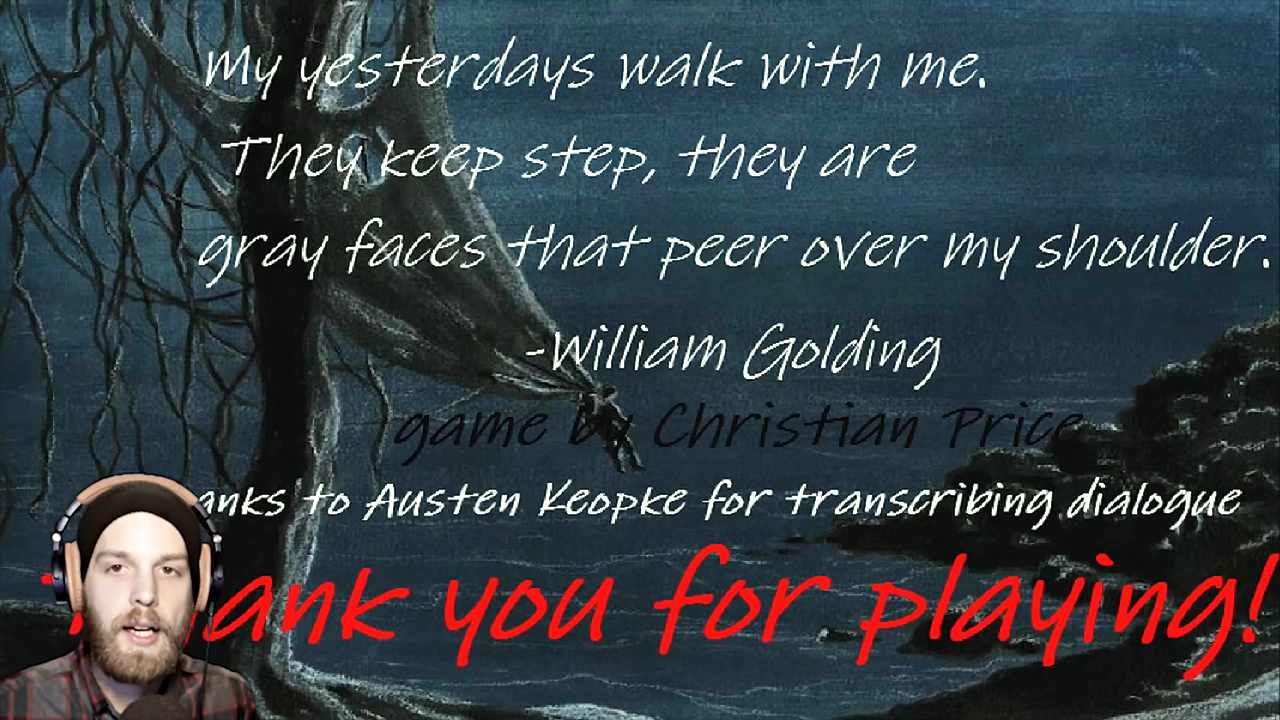 My yesterdays walk with me.
They keep step, they are
gray faces that peer over my shoulder.
-William Golding
game by Christian Price
anks to Austen Keopke for transcribing dialogue
ank you for playing!